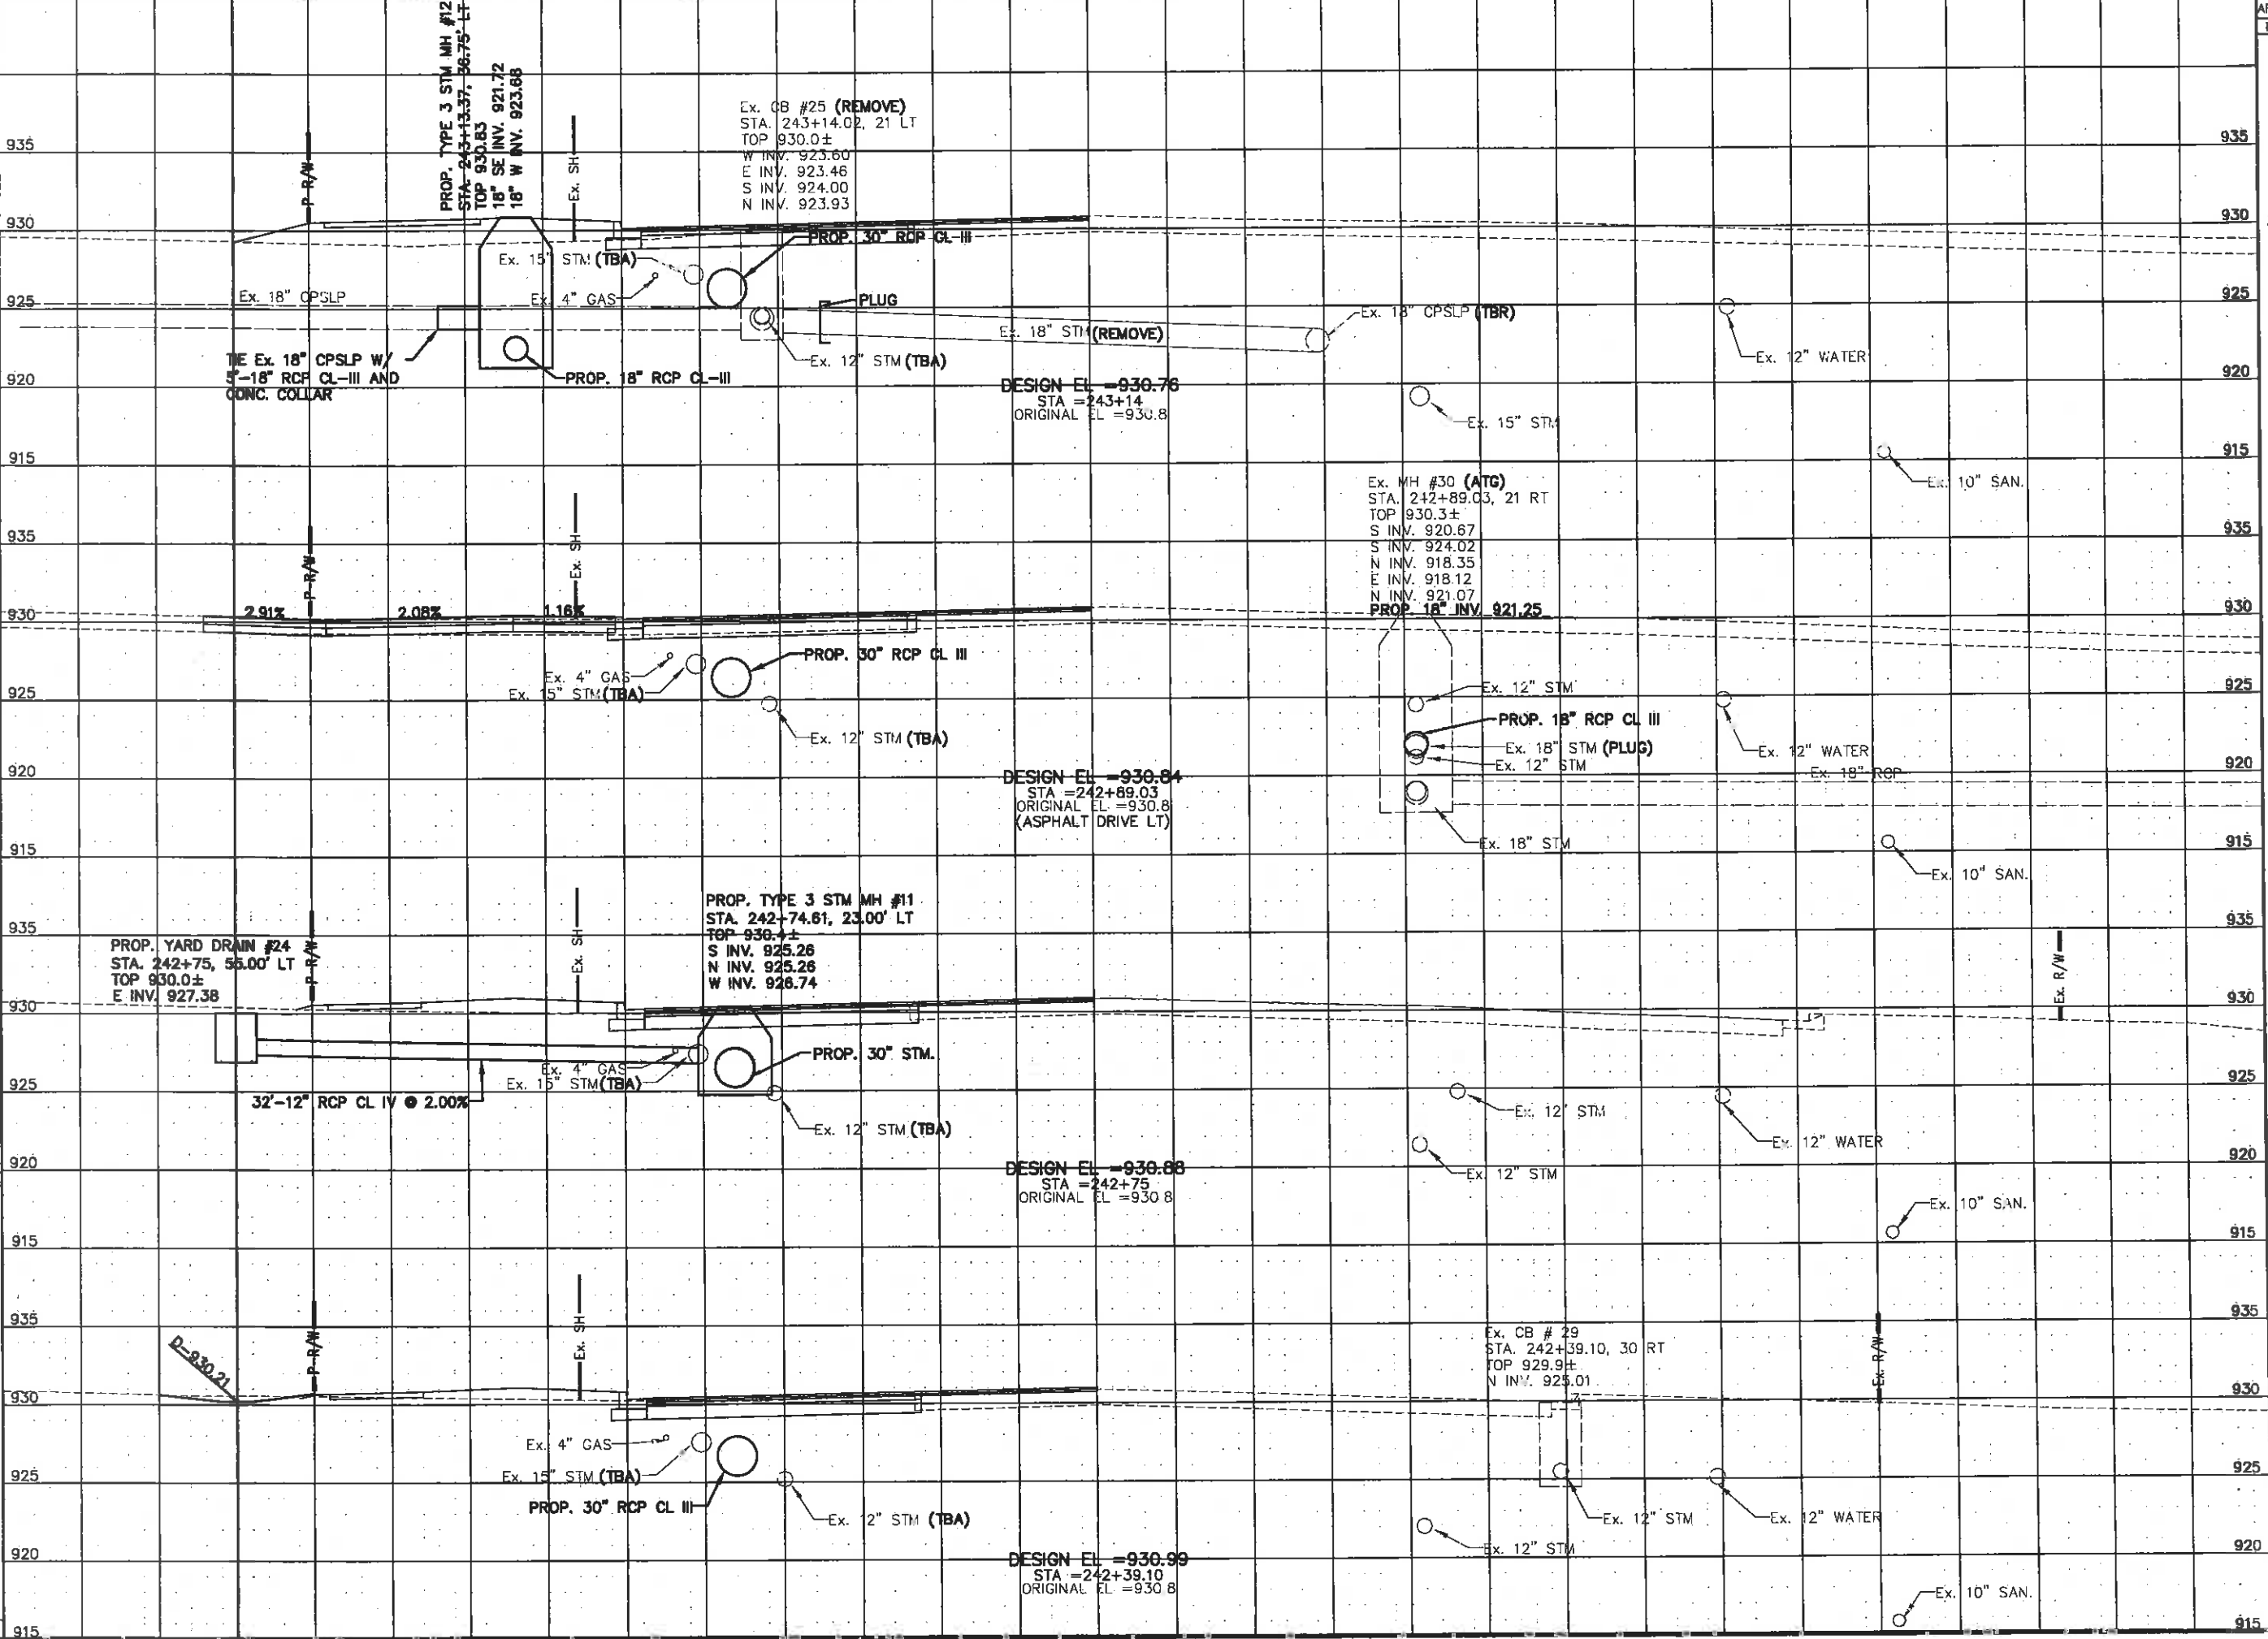 PROP. TYPE 3 STM MH #12
STA. 243+13.37, 36.75' LT
TOP 930.83
18" SE INV. 921.72
18" W INV. 923.68
Ex. CB #25 (REMOVE)
STA. 243+14.02, 21 LT
TOP 930.0±
W INV. 923.60
E INV. 923.46
S INV. 924.00
N INV. 923.93
935
935
P-R/W
Ex. SH
930
930
PROP. 30" RCP CL-III
Ex. 15" STM (TBA)
Ex. 18" CPSLP
Ex. 4" GAS
PLUG
925
925
Ex. 18" STM (REMOVE)
Ex. 18" CPSLP (TBR)
TIE Ex. 18" CPSLP W/
5'-18" RCP CL-III AND
CONC. COLLAR
PROP. 18" RCP CL-III
Ex. 12" STM (TBA)
Ex. 12" WATER
920
920
DESIGN EL =930.76
STA =243+14
ORIGINAL EL =930.8
Ex. 15" STM
915
915
Ex. 10" SAN.
Ex. MH #30 (ATG)
STA. 242+89.03, 21 RT
TOP 930.3±
S INV. 920.67
S INV. 924.02
N INV. 918.35
E INV. 918.12
N INV. 921.07
PROP. 18" INV. 921.25
935
935
P-R/W
Ex. SH
930
2.91%
2.08%
1.16%
930
PROP. 30" RCP CL III
Ex. 4" GAS
Ex. 15" STM (TBA)
925
925
Ex. 12" STM
PROP. 18" RCP CL III
Ex. 12" STM (TBA)
Ex. 18" STM (PLUG)
Ex. 12" STM
Ex. 12" WATER
Ex. 18" RCP
920
920
DESIGN EL =930.84
STA =242+89.03
ORIGINAL EL =930.8
(ASPHALT DRIVE LT)
Ex. 18" STM
915
915
Ex. 10" SAN.
PROP. TYPE 3 STM MH #11
STA. 242+74.61, 23.00' LT
TOP 930.4±
S INV. 925.26
N INV. 925.26
W INV. 926.74
935
935
PROP. YARD DRAIN #24
STA. 242+75, 55.00' LT
TOP 930.0±
E INV. 927.38
P-R/W
Ex. SH
Ex. R/W
930
930
PROP. 30" STM.
Ex. 4" GAS
Ex. 15" STM (TBA)
925
925
32'-12" RCP CL IV @ 2.00%
Ex. 12" STM
Ex. 12" STM (TBA)
Ex. 12" WATER
920
920
DESIGN EL =930.88
STA =242+75
ORIGINAL EL =930.8
Ex. 12" STM
Ex. 10" SAN.
915
915
935
935
D=930.21
P-R/W
Ex. SH
Ex. CB # 29
STA. 242+39.10, 30 RT
TOP 929.9±
N INV. 925.01
Ex. R/W
930
930
Ex. 4" GAS
Ex. 15" STM (TBA)
925
925
PROP. 30" RCP CL III
Ex. 12" STM (TBA)
Ex. 12" STM
Ex. 12" WATER
Ex. 12" STM
920
920
DESIGN EL =930.99
STA =242+39.10
ORIGINAL EL =930.8
Ex. 10" SAN.
915
915